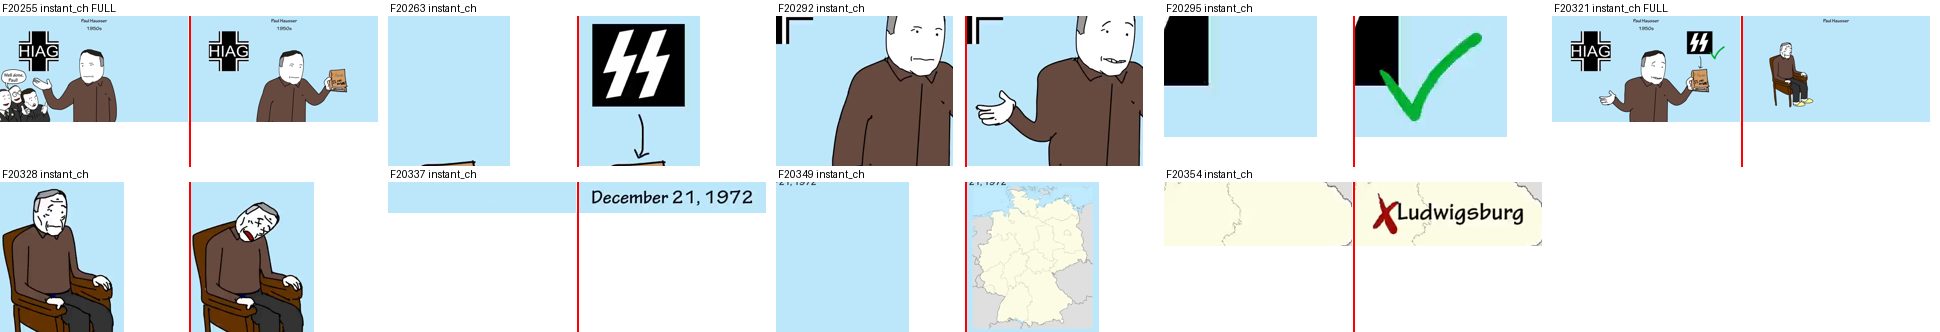 F20255 instant_ch FULL
F20263 instant_ch
F20292 instant_ch
F20295 instant_ch
F20321 instant_ch FULL
Paul Hausser
1950s
HIAG
Well done, Paul!
Paul Hausser
1950s
HIAG
Paul Hausser
1950s
HIAG
Paul Hausser
F20328 instant_ch
F20337 instant_ch
F20349 instant_ch
F20354 instant_ch
December 21, 1972
21, 1972
21, 1972
Ludwigsburg